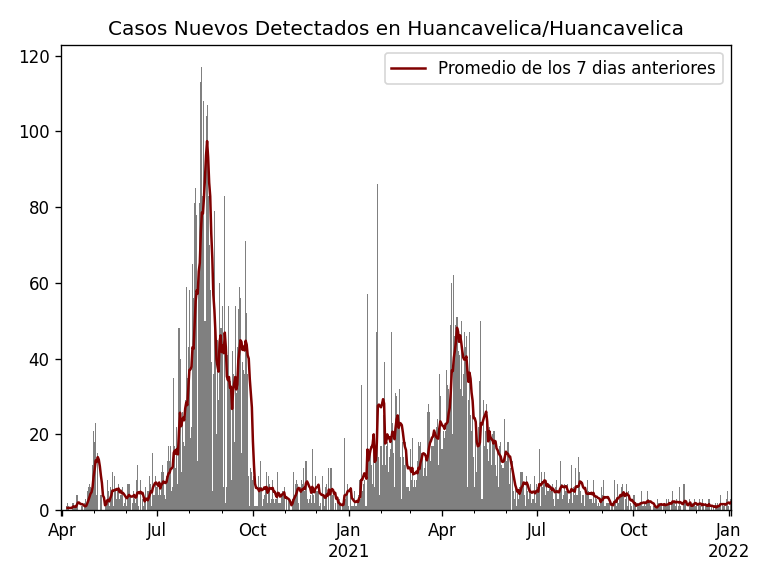 Casos Nuevos Detectados en Huancavelica/Huancavelica
Promedio de los 7 dias anteriores
120
100
80
60
40
20
0
Apr Jul Oct Jan Apr Jul Oct Jan
2021 2022